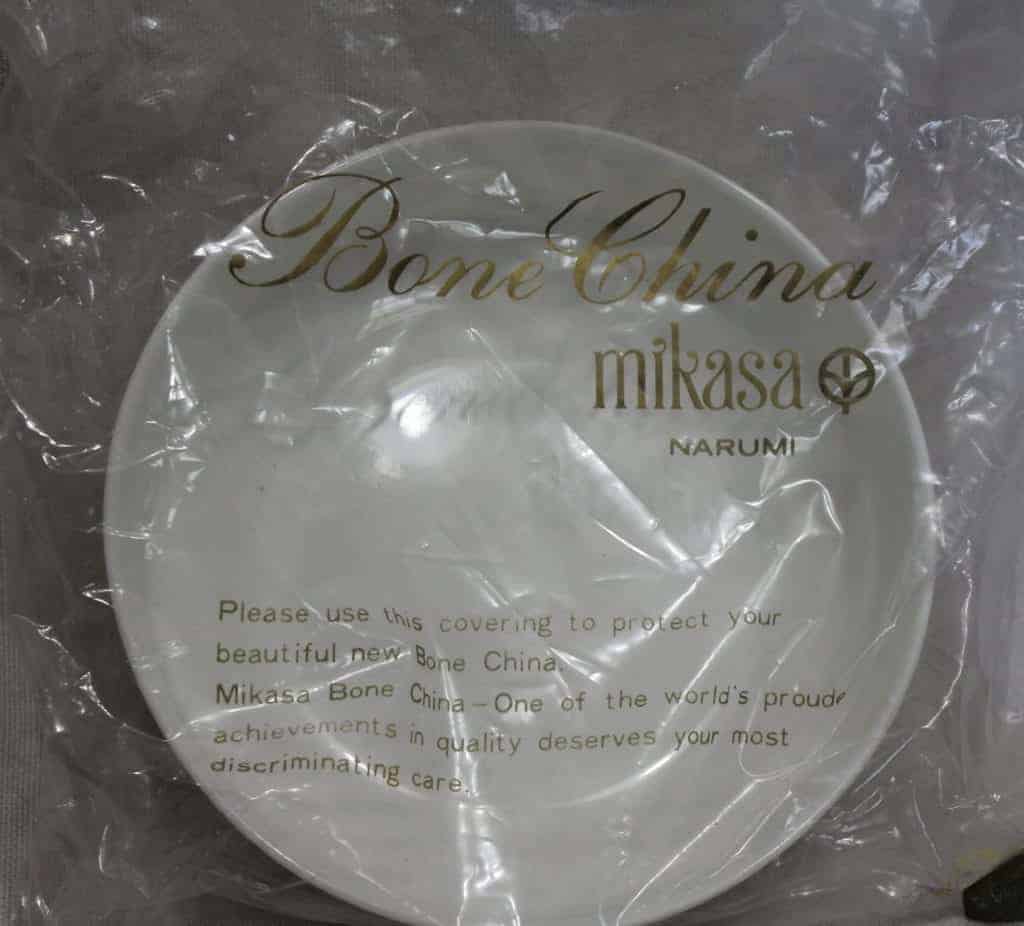 Bone China
mikasa
NARUMI
Please use this covering to protect your
beautiful new Bone China.
Mikasa Bone China – One of the world's proude
achievements in quality deserves your most
discriminating care.